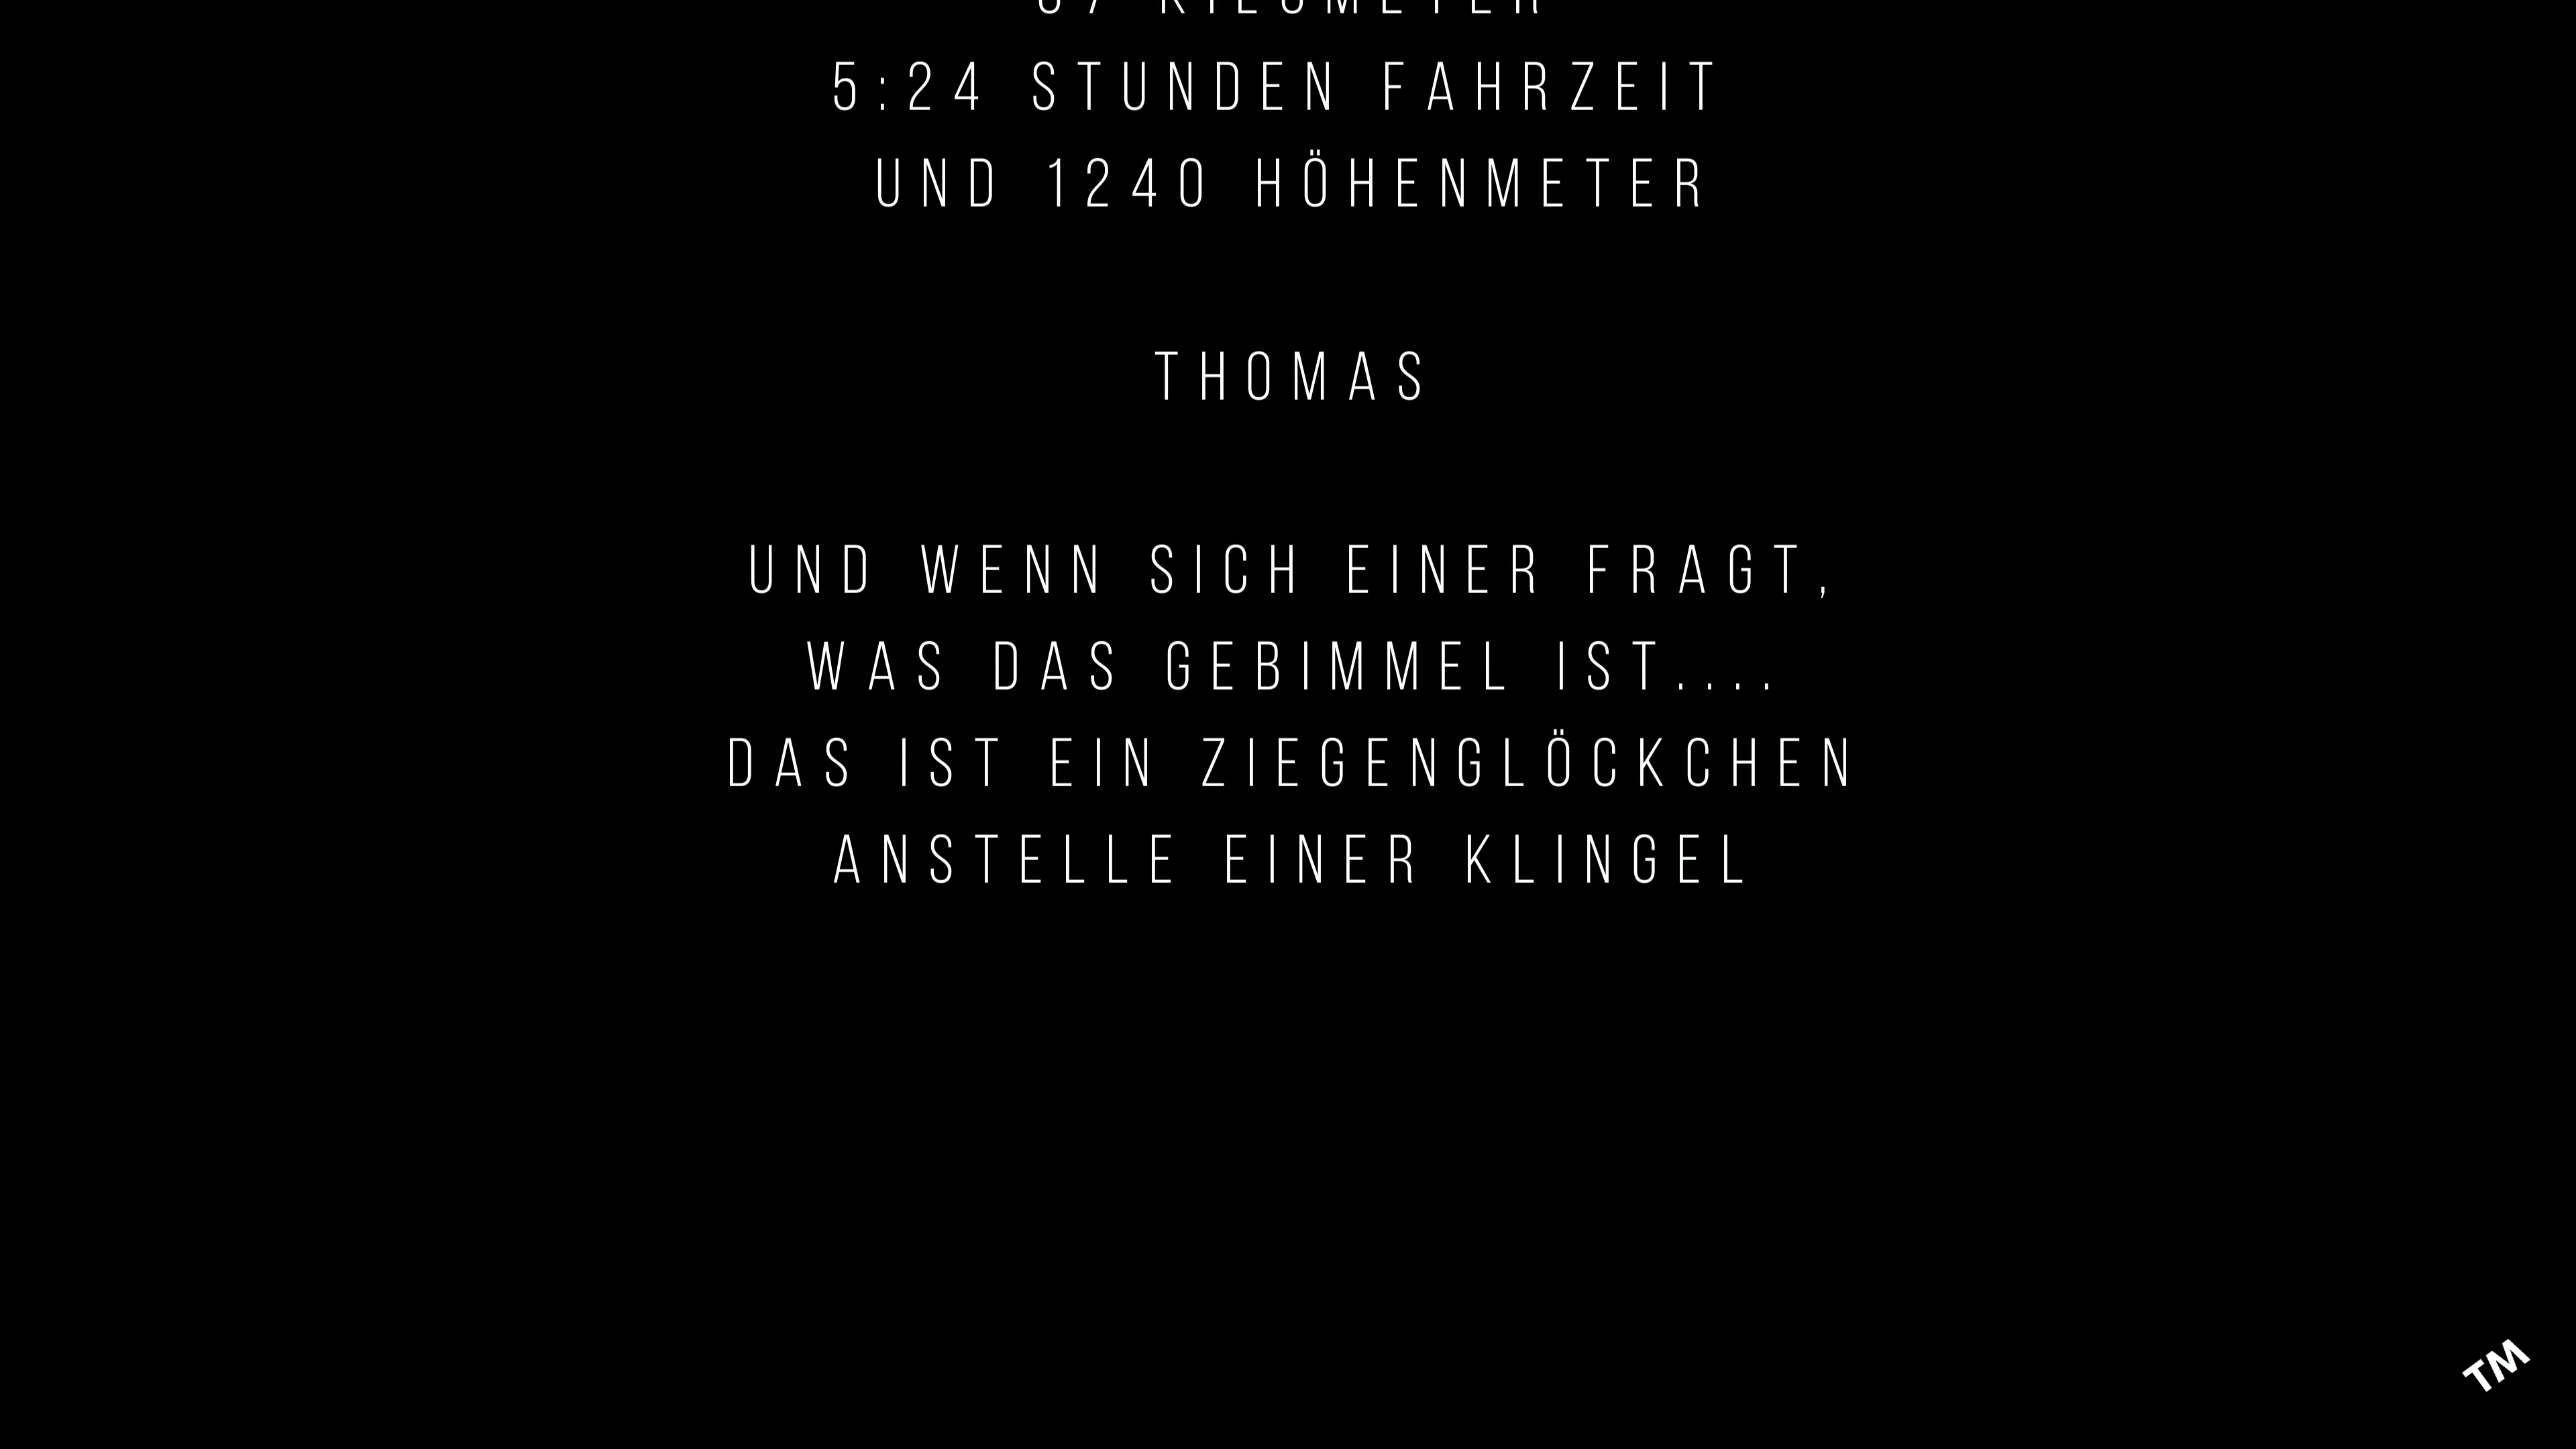 KILOMETER
5:24 STUNDEN FAHRZEIT
UND 1240 HÖHENMETER
THOMAS
UND WENN SICH EINER FRAGT,
WAS DAS GEBIMMEL IST....
DAS IST EIN ZIEGENGLÖCKCHEN
ANSTELLE EINER KLINGEL
TM